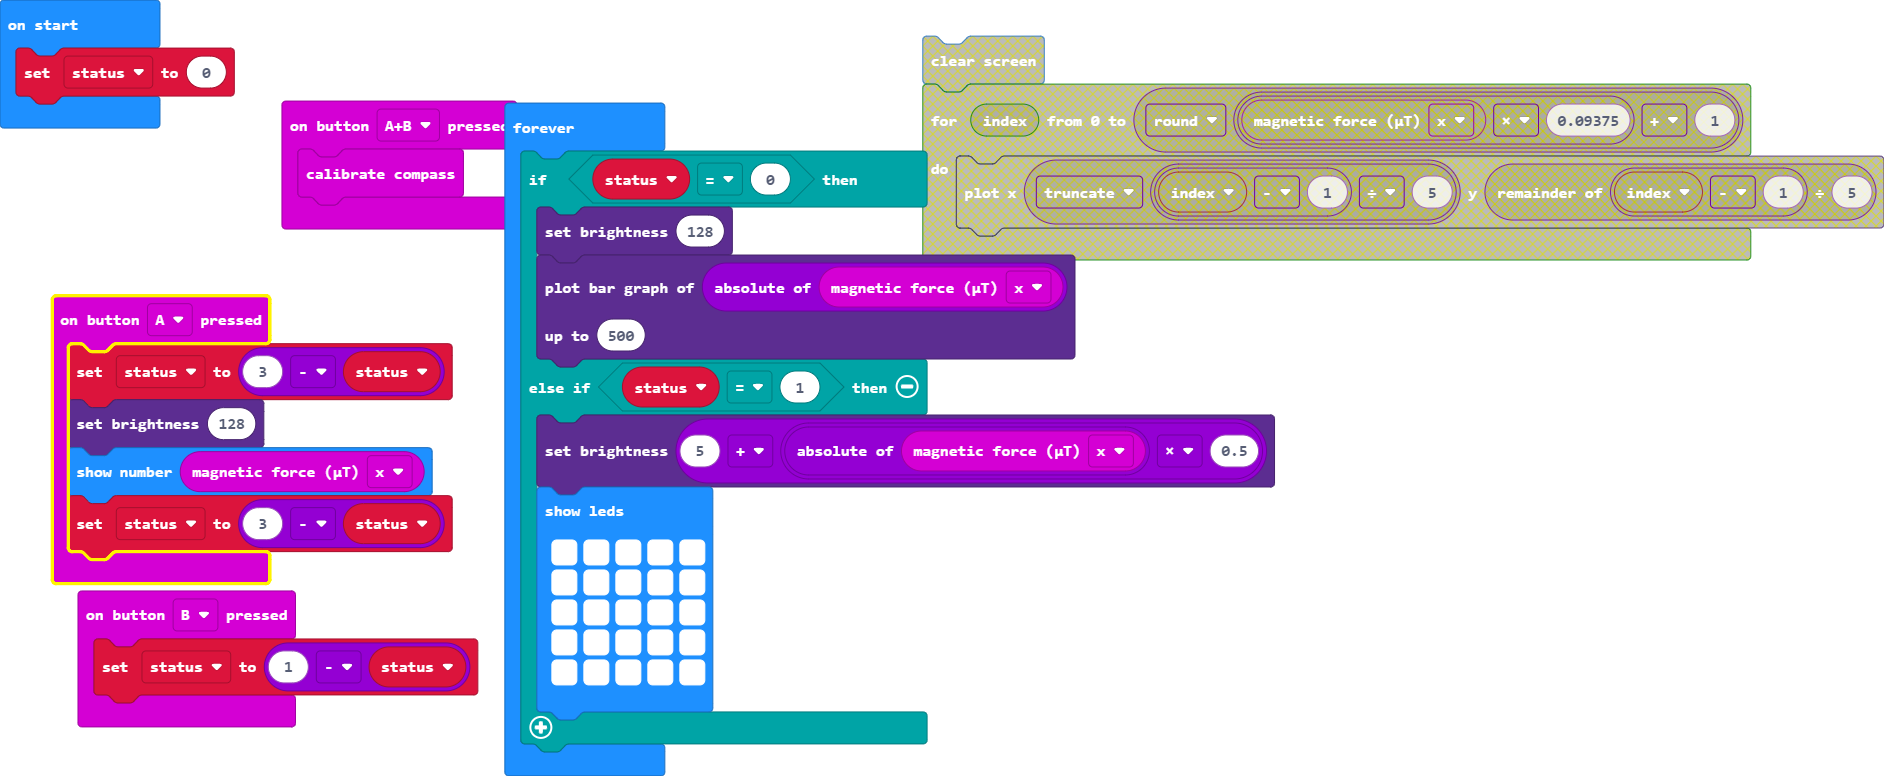 on start
set status to 0
on button A+B pressed
calibrate compass
on button A pressed
set status to 3 - status
set brightness 128
show number magnetic force (µT) x
set status to 3 - status
on button B pressed
set status to 1 - status
forever
if status = 0 then
set brightness 128
plot bar graph of absolute of magnetic force (µT) x
up to 500
else if status = 1 then
set brightness 5 + absolute of magnetic force (µT) x × 0.5
show leds
clear screen
for index from 0 to round magnetic force (µT) x × 0.09375 + 1
do
plot x truncate index - 1 ÷ 5 y remainder of index - 1 ÷ 5